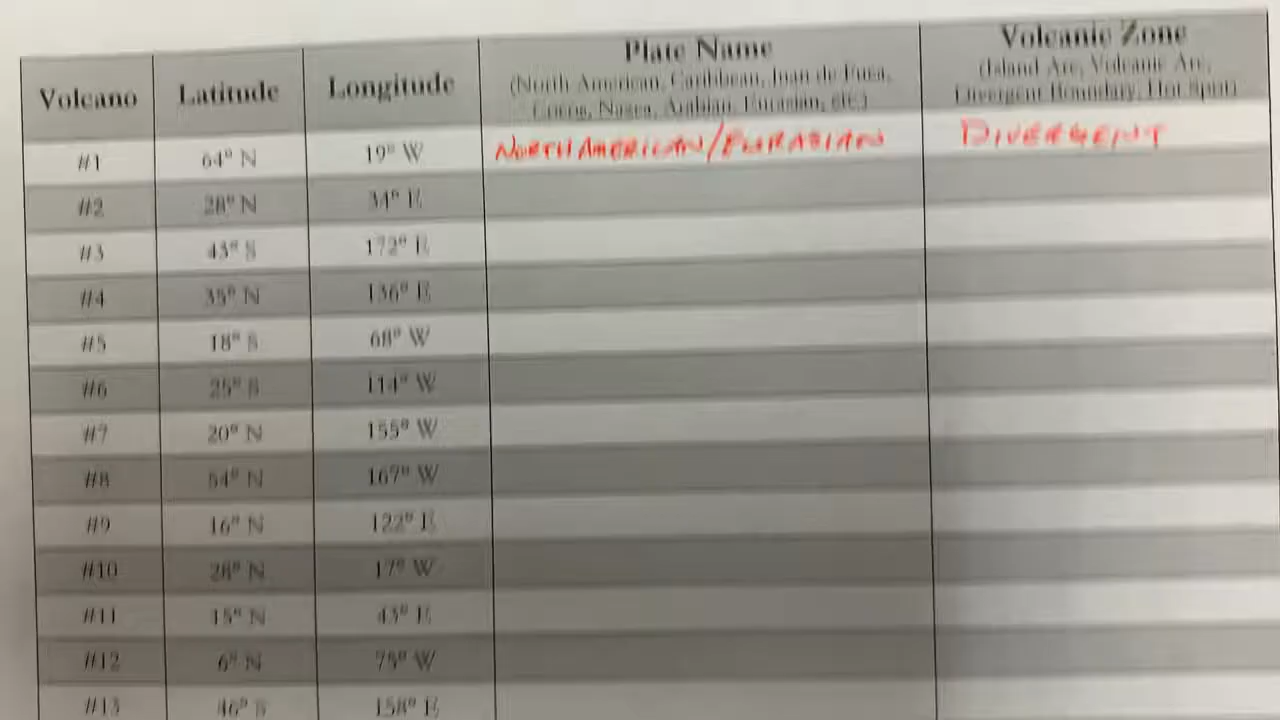 Volcano Latitude Longitude Plate Name Volcanic Zone
(North American, Caribbean, Juan de Fuca, (Island Arc, Volcanic Arc,
Cocos, Nasca, Arabian, Eurasian, etc.) Divergent Boundary, Hot Spot)
#1 64° N 19° W NORTH AMERICAN/EURASIAN DIVERGENT
#2 28° N 34° E
#3 43° S 172° E
#4 35° N 136° E
#5 18° S 68° W
#6 25° S 114° W
#7 20° N 155° W
#8 54° N 167° W
#9 16° N 122° E
#10 28° N 17° W
#11 15° N 43° E
#12 6° N 75° W
#13 46° S 158° E